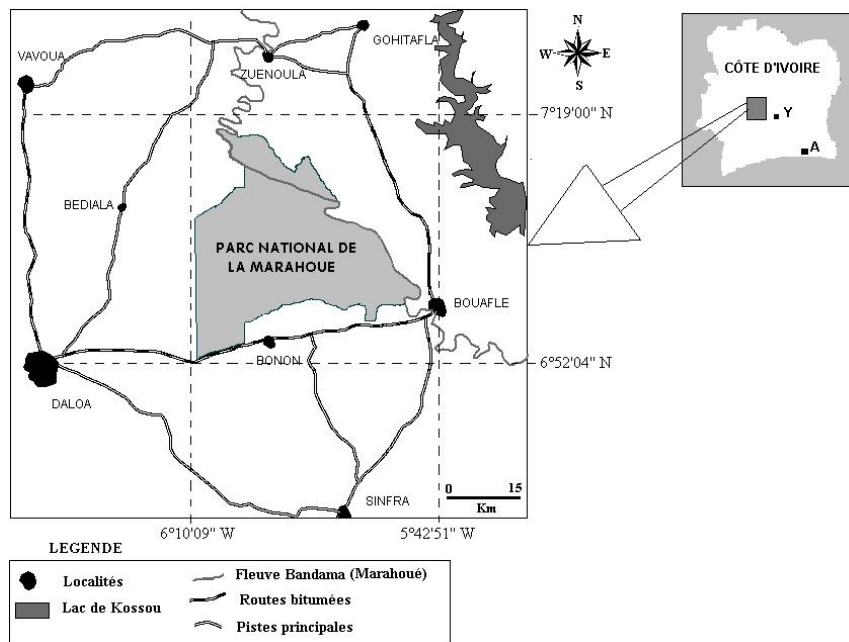 VAVOUA
GOHITAFLA
ZUENOULA
N
W
E
S
CÔTE D'IVOIRE
Y
A
7°19'00" N
BEDIALA
PARC NATIONAL DE
LA MARAHOUE
BOUAFLE
BONON
6°52'04" N
DALOA
SINFRA
0 15
Km
6°10'09" W
5°42'51" W
LEGENDE
Localités
Lac de Kossou
Fleuve Bandama (Marahoué)
Routes bitumées
Pistes principales